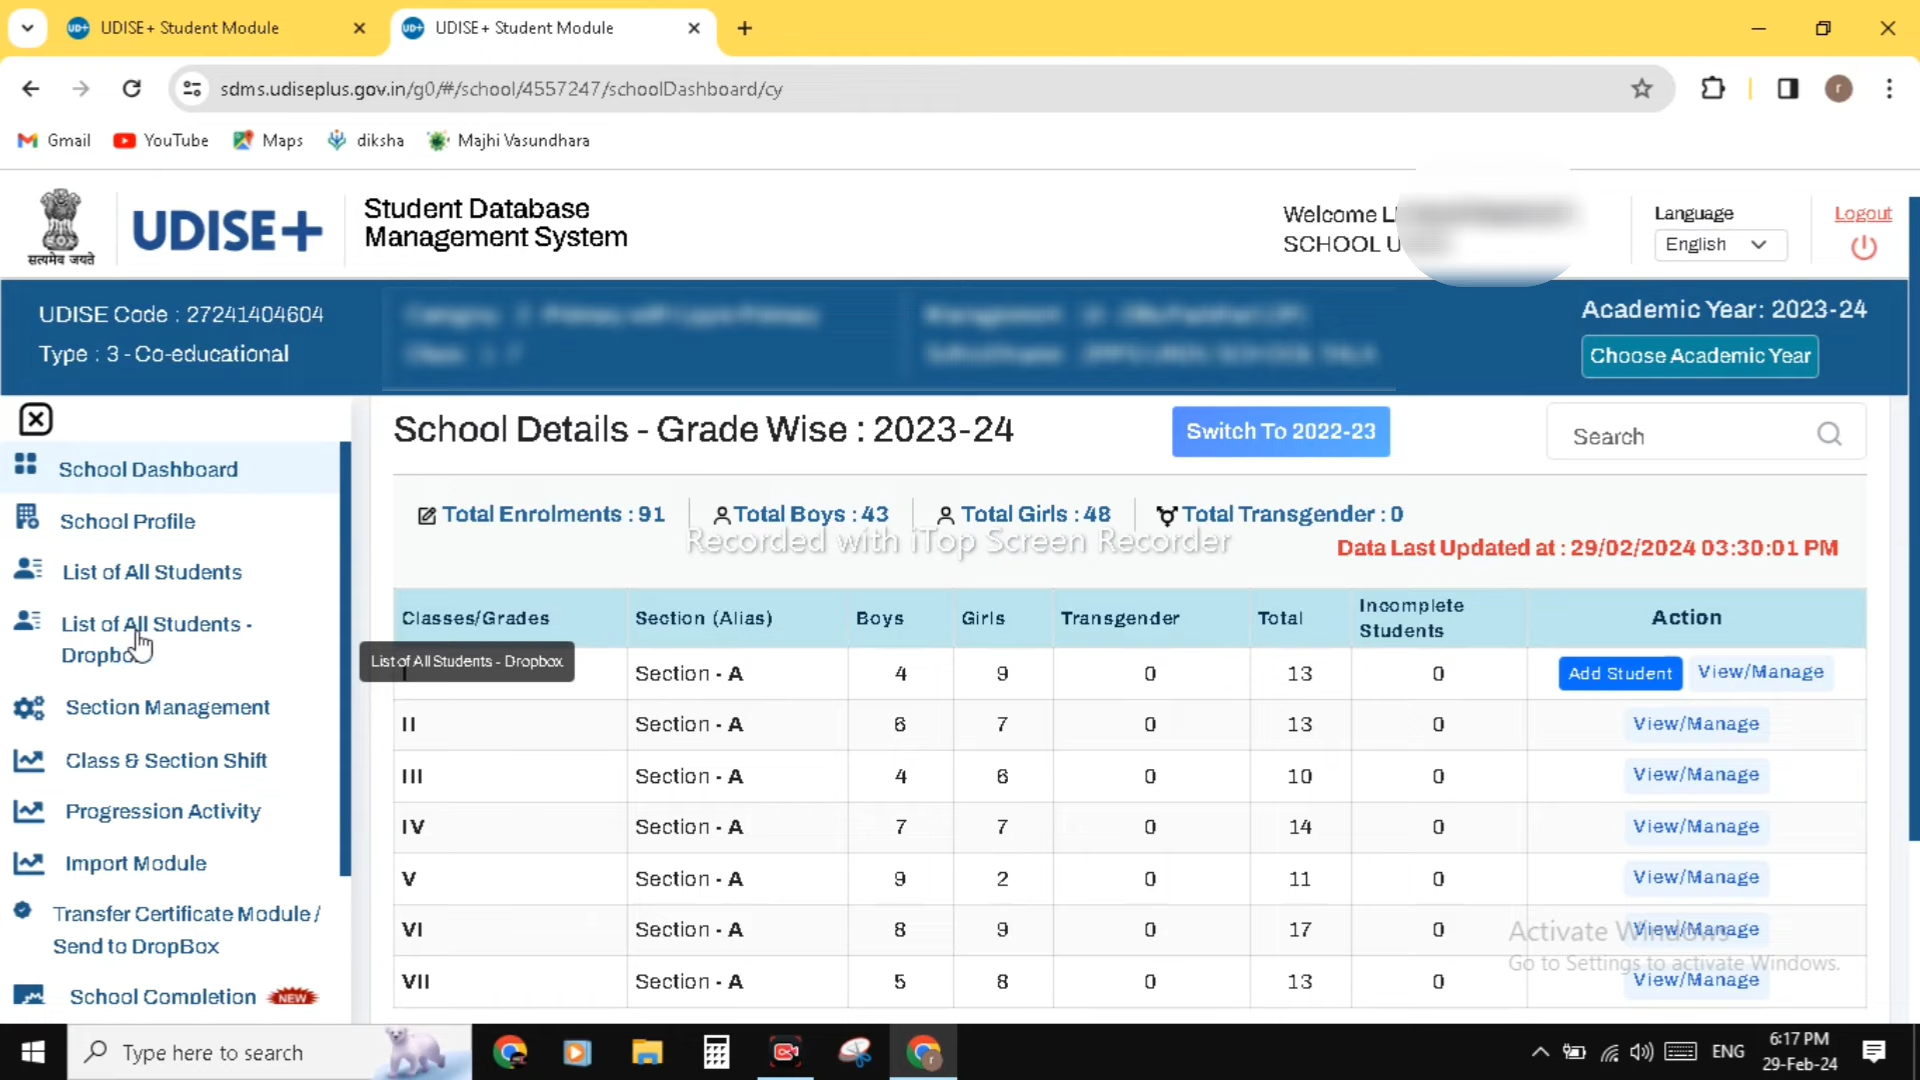 UDISE+ Student Module
UDISE+ Student Module
sdms.udiseplus.gov.in/g0/#/school/4557247/schoolDashboard/cy
Gmail YouTube Maps diksha Majhi Vasundhara
सत्यमेव जयते
UDISE+
Student Database
Management System
Welcome
SCHOOL
Language
English
Logout
UDISE Code : 27241404604
Type : 3 - Co-educational
Academic Year: 2023-24
Choose Academic Year
School Dashboard
School Profile
List of All Students
List of All Students -
Dropbox
Section Management
Class & Section Shift
Progression Activity
Import Module
Transfer Certificate Module /
Send to DropBox
School Completion NEW
List of All Students - Dropbox
School Details - Grade Wise : 2023-24
Switch To 2022-23
Search
Total Enrolments : 91 Total Boys : 43 Total Girls : 48 Total Transgender : 0
Recorded with iTop Screen Recorder
Data Last Updated at : 29/02/2024 03:30:01 PM
Classes/Grades Section (Alias) Boys Girls Transgender Total Incomplete Students Action
I Section - A 4 9 0 13 0 Add Student View/Manage
II Section - A 6 7 0 13 0 View/Manage
III Section - A 4 6 0 10 0 View/Manage
IV Section - A 7 7 0 14 0 View/Manage
V Section - A 9 2 0 11 0 View/Manage
VI Section - A 8 9 0 17 0 View/Manage
VII Section - A 5 8 0 13 0 View/Manage
Activate Windows
Go to Settings to activate Windows.
Type here to search
ENG
6:17 PM
29-Feb-24